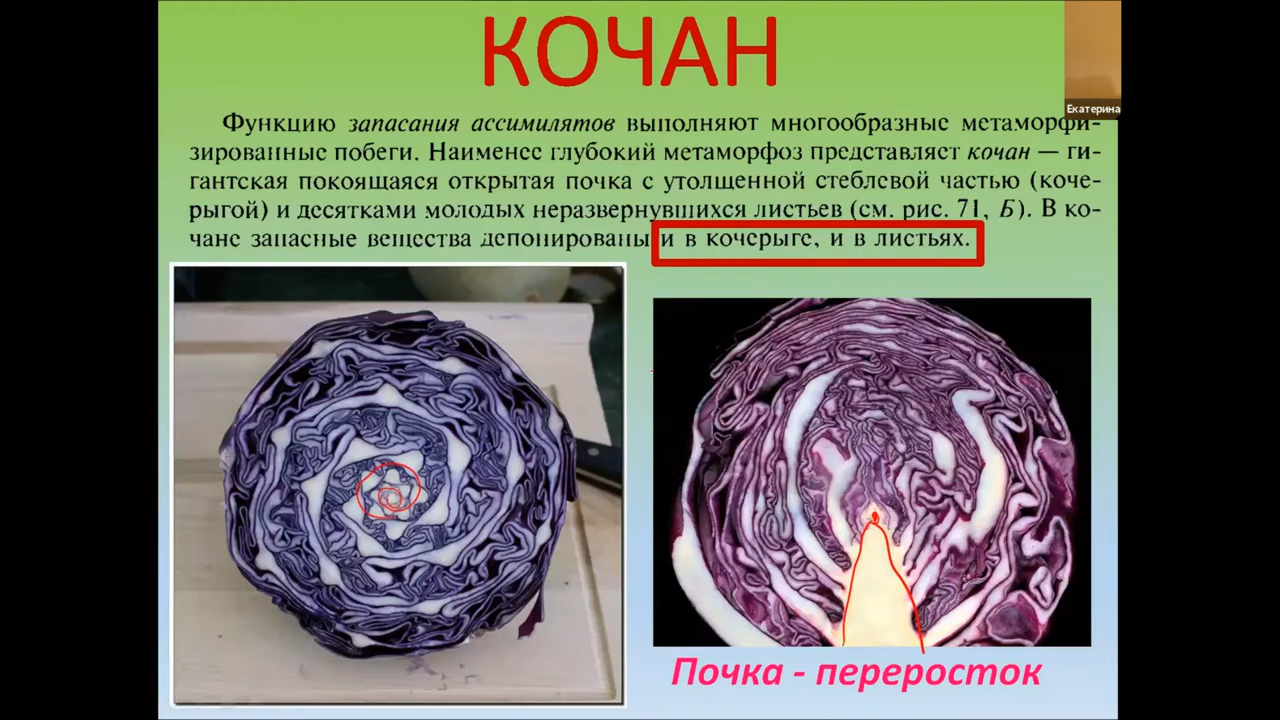 КОЧАН
Екатерина
Функцию запасания ассимилятов выполняют многообразные метаморфи-
зированные побеги. Наименее глубокий метаморфоз представляет кочан — ги-
гантская покоящаяся открытая почка с утолщенной стеблевой частью (коче-
рыгой) и десятками молодых неразвернувшихся листьев (см. рис. 71, Б). В ко-
чане запасные вещества депонированы и в кочерыге, и в листьях.
Почка - переросток